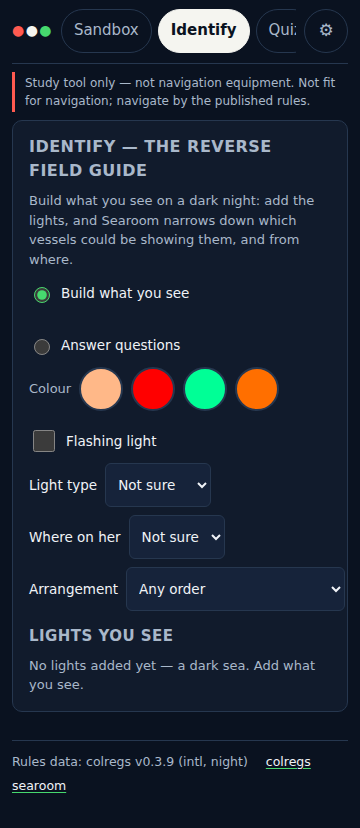 Sandbox Identify Quiz ⚙
Study tool only — not navigation equipment. Not fit
for navigation; navigate by the published rules.
IDENTIFY — THE REVERSE
FIELD GUIDE
Build what you see on a dark night: add the
lights, and Searoom narrows down which
vessels could be showing them, and from
where.
Build what you see
Answer questions
Colour
Flashing light
Light type Not sure
Where on her Not sure
Arrangement Any order
LIGHTS YOU SEE
No lights added yet — a dark sea. Add what
you see.
Rules data: colregs v0.3.9 (intl, night) colregs
searoom